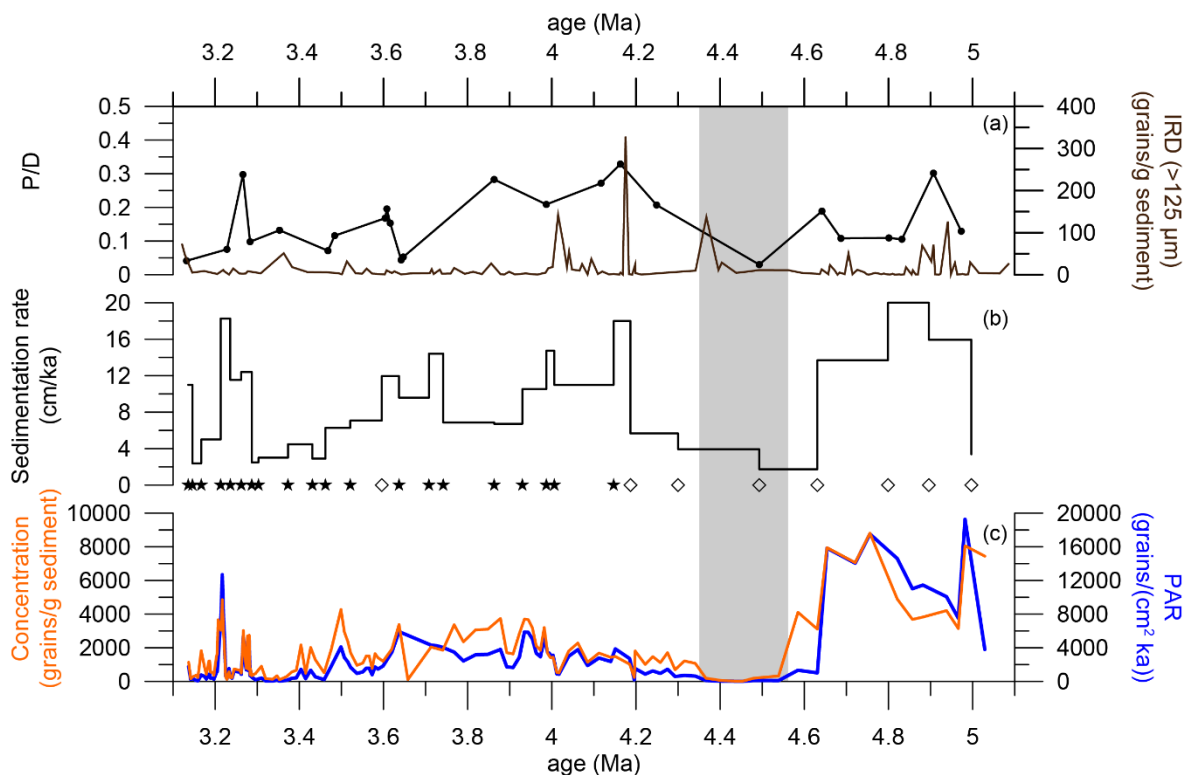 age (Ma)
3.2 3.4 3.6 3.8 4 4.2 4.4 4.6 4.8 5
(a)
P/D
0.5
0.4
0.3
0.2
0.1
0
400
300
200
100
0
IRD (>125 µm)
(grains/g sediment)
(b)
Sedimentation rate
(cm/ka)
20
16
12
8
4
0
(c)
Concentration
(grains/g sediment)
10000
8000
6000
4000
2000
0
20000
16000
12000
8000
4000
0
PAR
(grains/(cm² ka))
3.2 3.4 3.6 3.8 4 4.2 4.4 4.6 4.8 5
age (Ma)